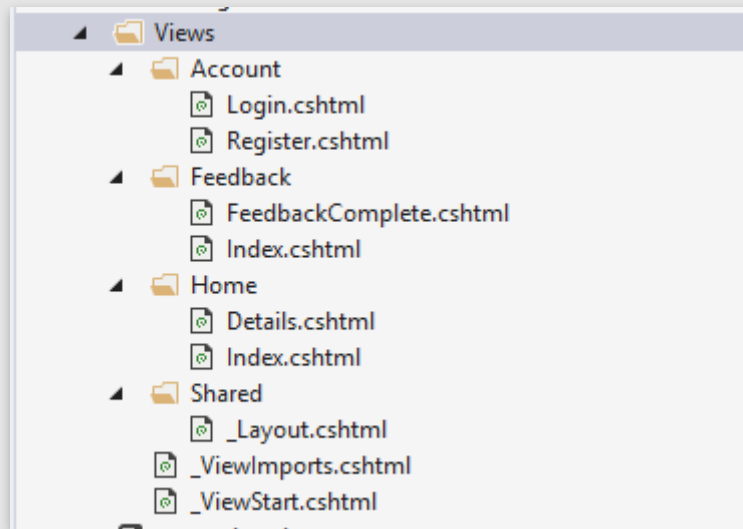 Views
Account
Login.cshtml
Register.cshtml
Feedback
FeedbackComplete.cshtml
Index.cshtml
Home
Details.cshtml
Index.cshtml
Shared
_Layout.cshtml
_ViewImports.cshtml
_ViewStart.cshtml